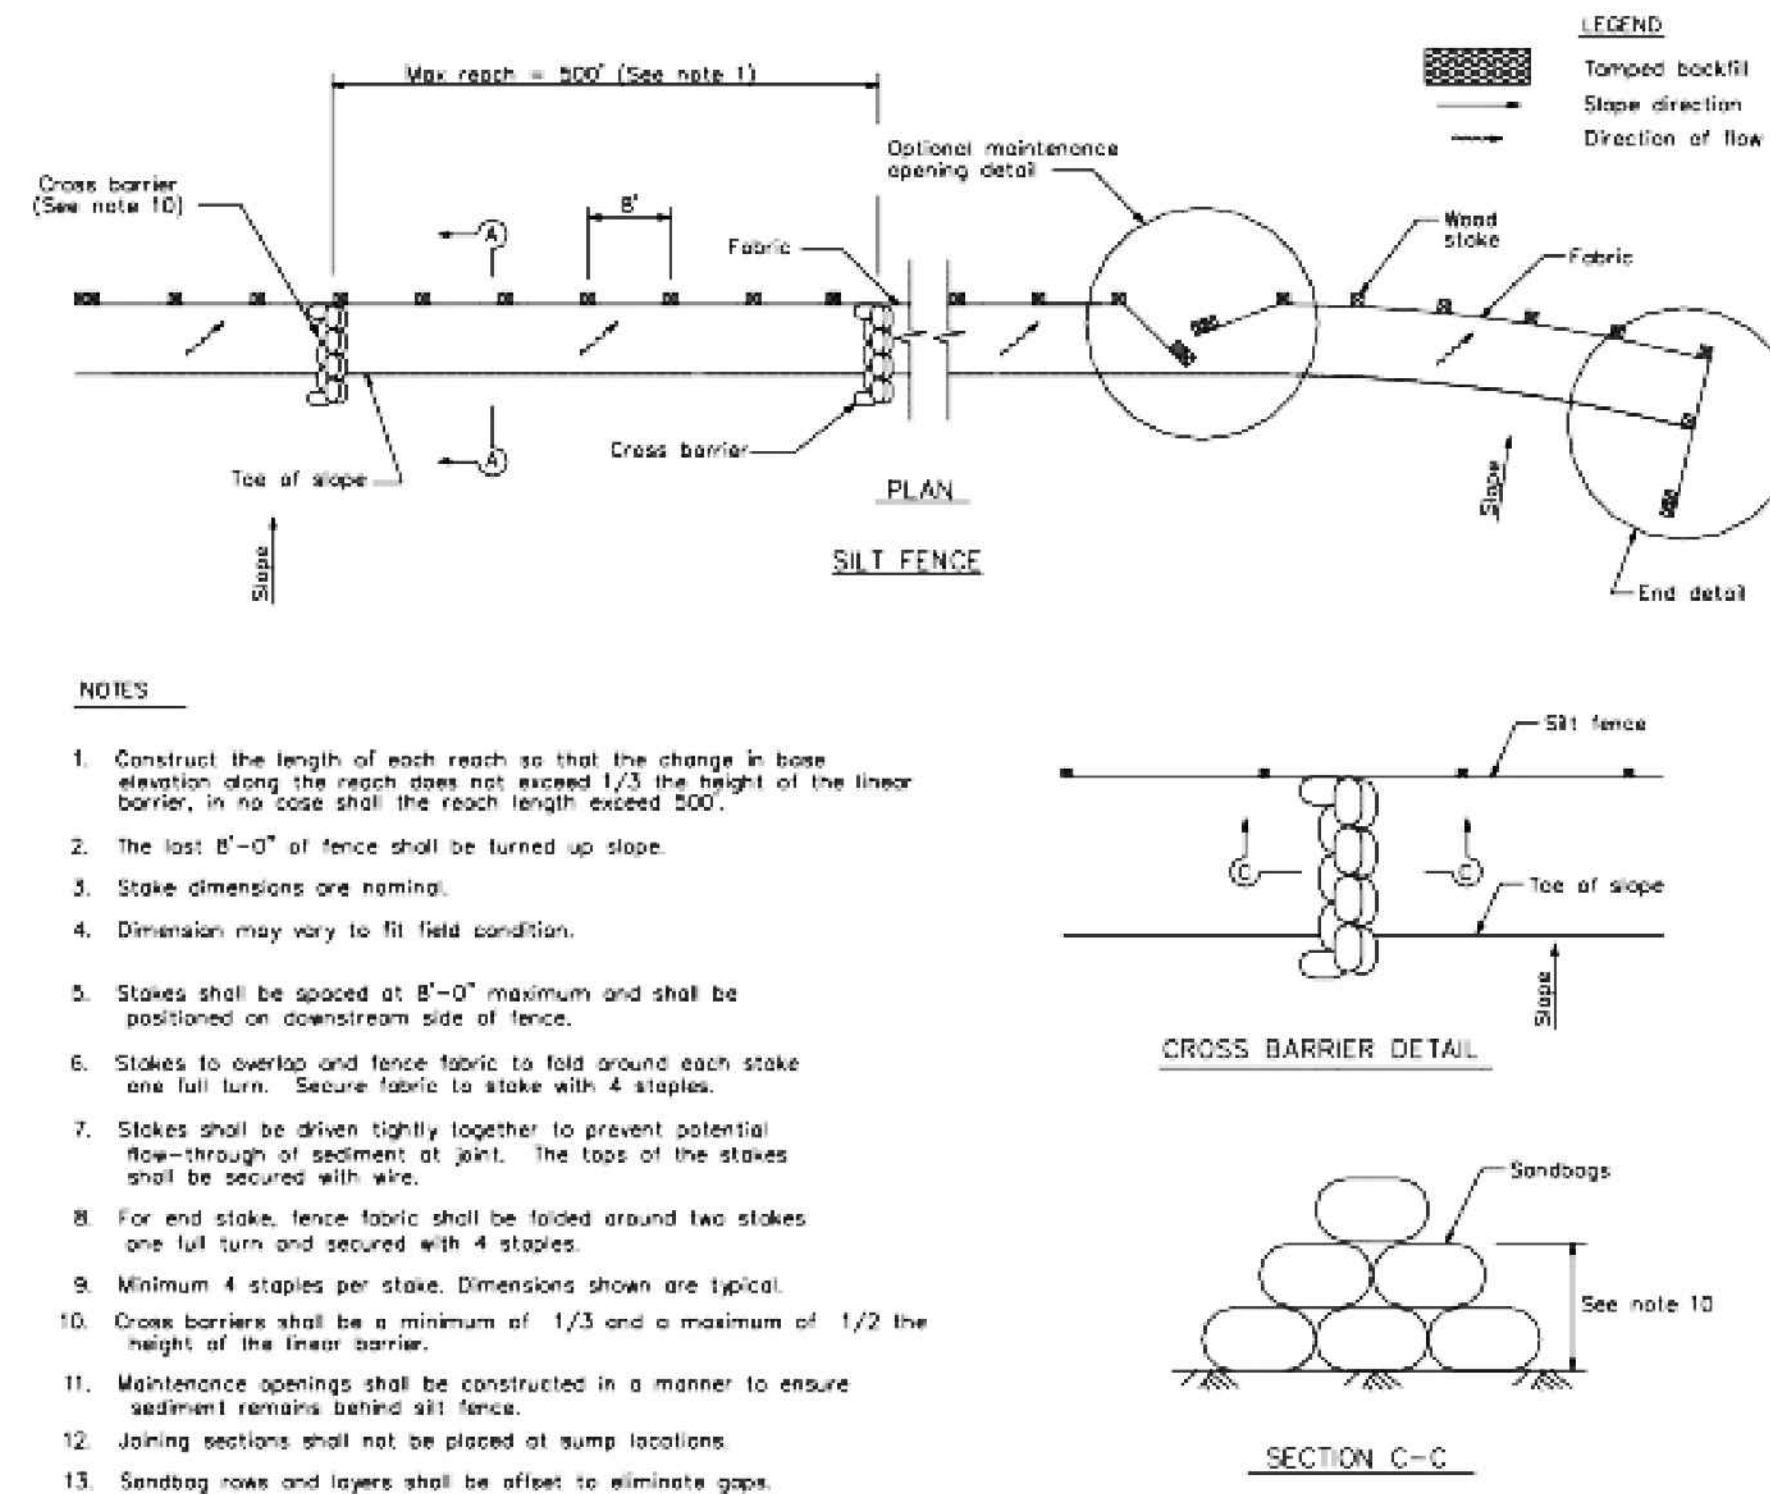 LEGEND
Tamped backfill
Slope direction
Direction of flow
Max reach = 500' (See note 1)
Optional maintenance
opening detail
Cross barrier
(See note 10)
A
8'
Fabric
Wood
stake
Fabric
Cross barrier
A
Toe of slope
PLAN
Slope
Slope
SILT FENCE
End detail
NOTES
1. Construct the length of each reach so that the change in base
elevation along the reach does not exceed 1/3 the height of the linear
barrier, in no case shall the reach length exceed 500'.
2. The last 8'-0" of fence shall be turned up slope.
3. Stake dimensions are nominal.
4. Dimension may vary to fit field condition.
5. Stakes shall be spaced at 8'-0" maximum and shall be
positioned on downstream side of fence.
6. Stakes to overlap and fence fabric to fold around each stake
one full turn. Secure fabric to stake with 4 staples.
7. Stakes shall be driven tightly together to prevent potential
flow-through of sediment at joint. The tops of the stakes
shall be secured with wire.
8. For end stake, fence fabric shall be folded around two stakes
one full turn and secured with 4 staples.
9. Minimum 4 staples per stake. Dimensions shown are typical.
10. Cross barriers shall be a minimum of 1/3 and a maximum of 1/2 the
height of the linear barrier.
11. Maintenance openings shall be constructed in a manner to ensure
sediment remains behind silt fence.
12. Joining sections shall not be placed at sump locations.
13. Sandbag rows and layers shall be offset to eliminate gaps.
Silt fence
C
C
Toe of slope
Slope
CROSS BARRIER DETAIL
Sandbags
See note 10
SECTION C-C